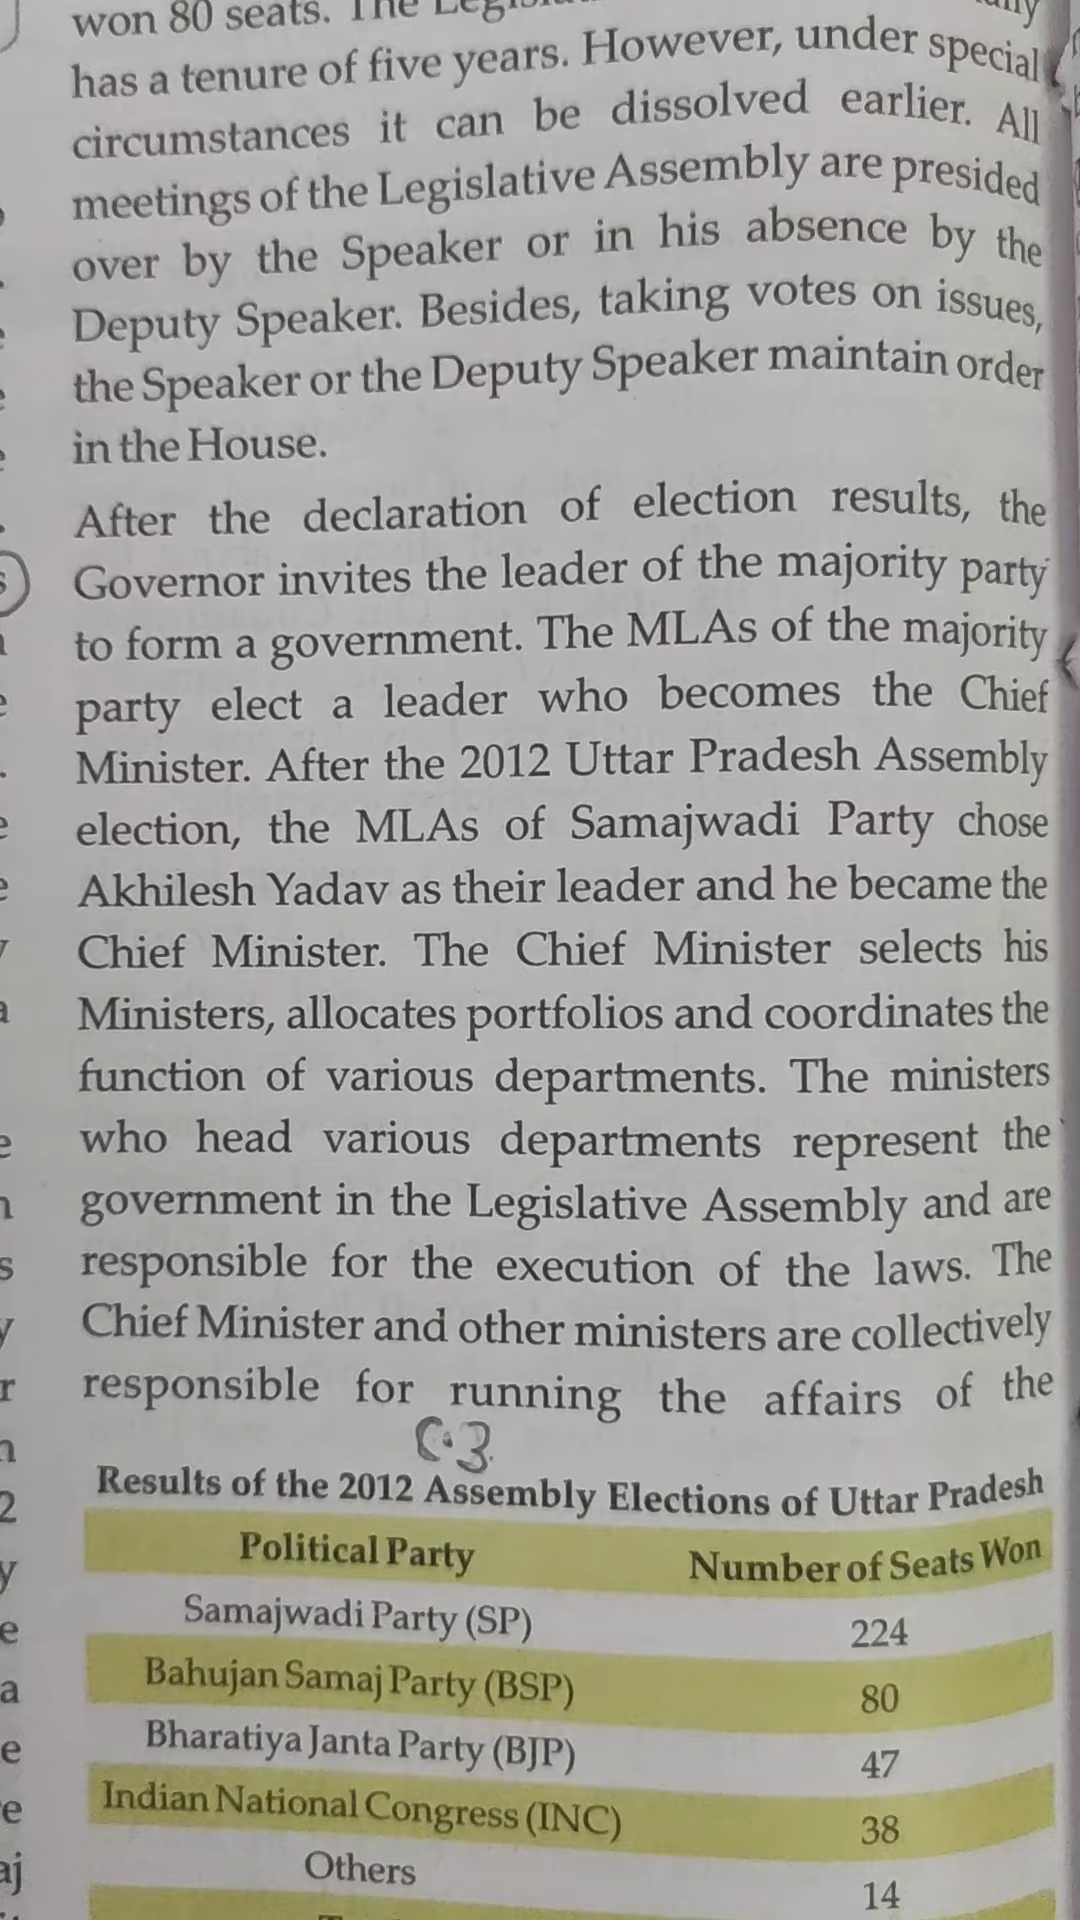 won 80 seats. The
has a tenure of five years. However, under special
circumstances it can be dissolved earlier. All
meetings of the Legislative Assembly are presided
over by the Speaker or in his absence by the
Deputy Speaker. Besides, taking votes on issues,
the Speaker or the Deputy Speaker maintain order
in the House.
After the declaration of election results, the
Governor invites the leader of the majority party
to form a government. The MLAs of the majority
party elect a leader who becomes the Chief
Minister. After the 2012 Uttar Pradesh Assembly
election, the MLAs of Samajwadi Party chose
Akhilesh Yadav as their leader and he became the
Chief Minister. The Chief Minister selects his
Ministers, allocates portfolios and coordinates the
function of various departments. The ministers
who head various departments represent the
government in the Legislative Assembly and are
responsible for the execution of the laws. The
Chief Minister and other ministers are collectively
responsible for running the affairs of the
Results of the 2012 Assembly Elections of Uttar Pradesh
Political Party Number of Seats Won
Samajwadi Party (SP) 224
Bahujan Samaj Party (BSP) 80
Bharatiya Janta Party (BJP) 47
Indian National Congress (INC) 38
Others 14